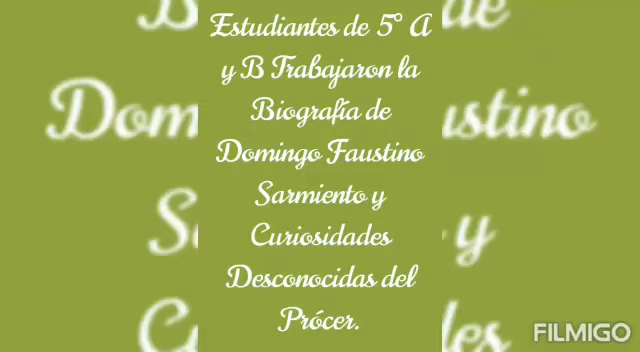 Estudiantes de 5° A
y B Trabajaron la
Biografía de
Domingo Faustino
Sarmiento y
Curiosidades
Desconocidas del
Prócer.
FILMIGO